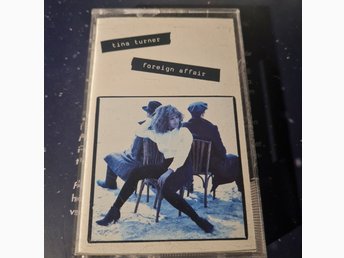 tina turner
foreign affair